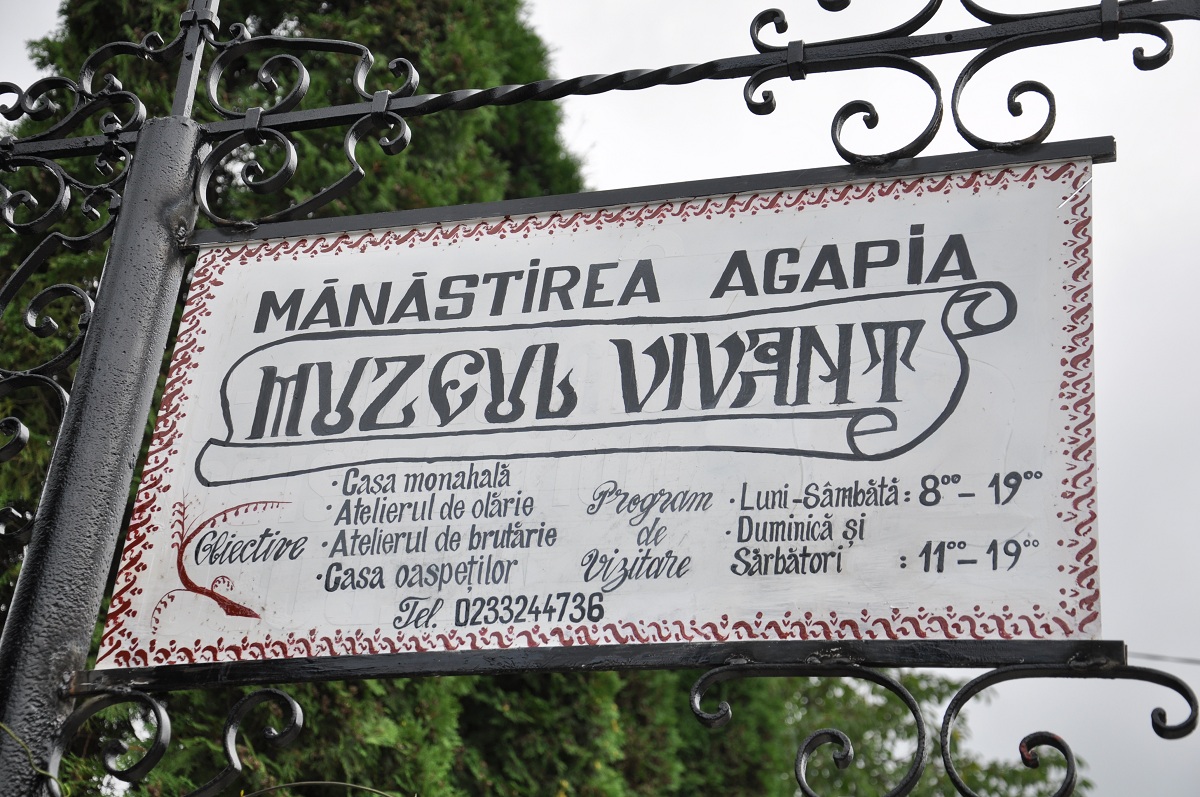 MĂNĂSTiREA AGAPiA
MUZEUL VIVANT
Obiective
· Casa monahală
· Atelierul de olărie
· Atelierul de brutărie
· Casa oaspeților
Tel. 0233244736
Program
de
Vizitare
· Luni-Sâmbătă : 8⁰⁰ - 19⁰⁰
· Duminică și
Sărbători : 11⁰⁰ - 19⁰⁰